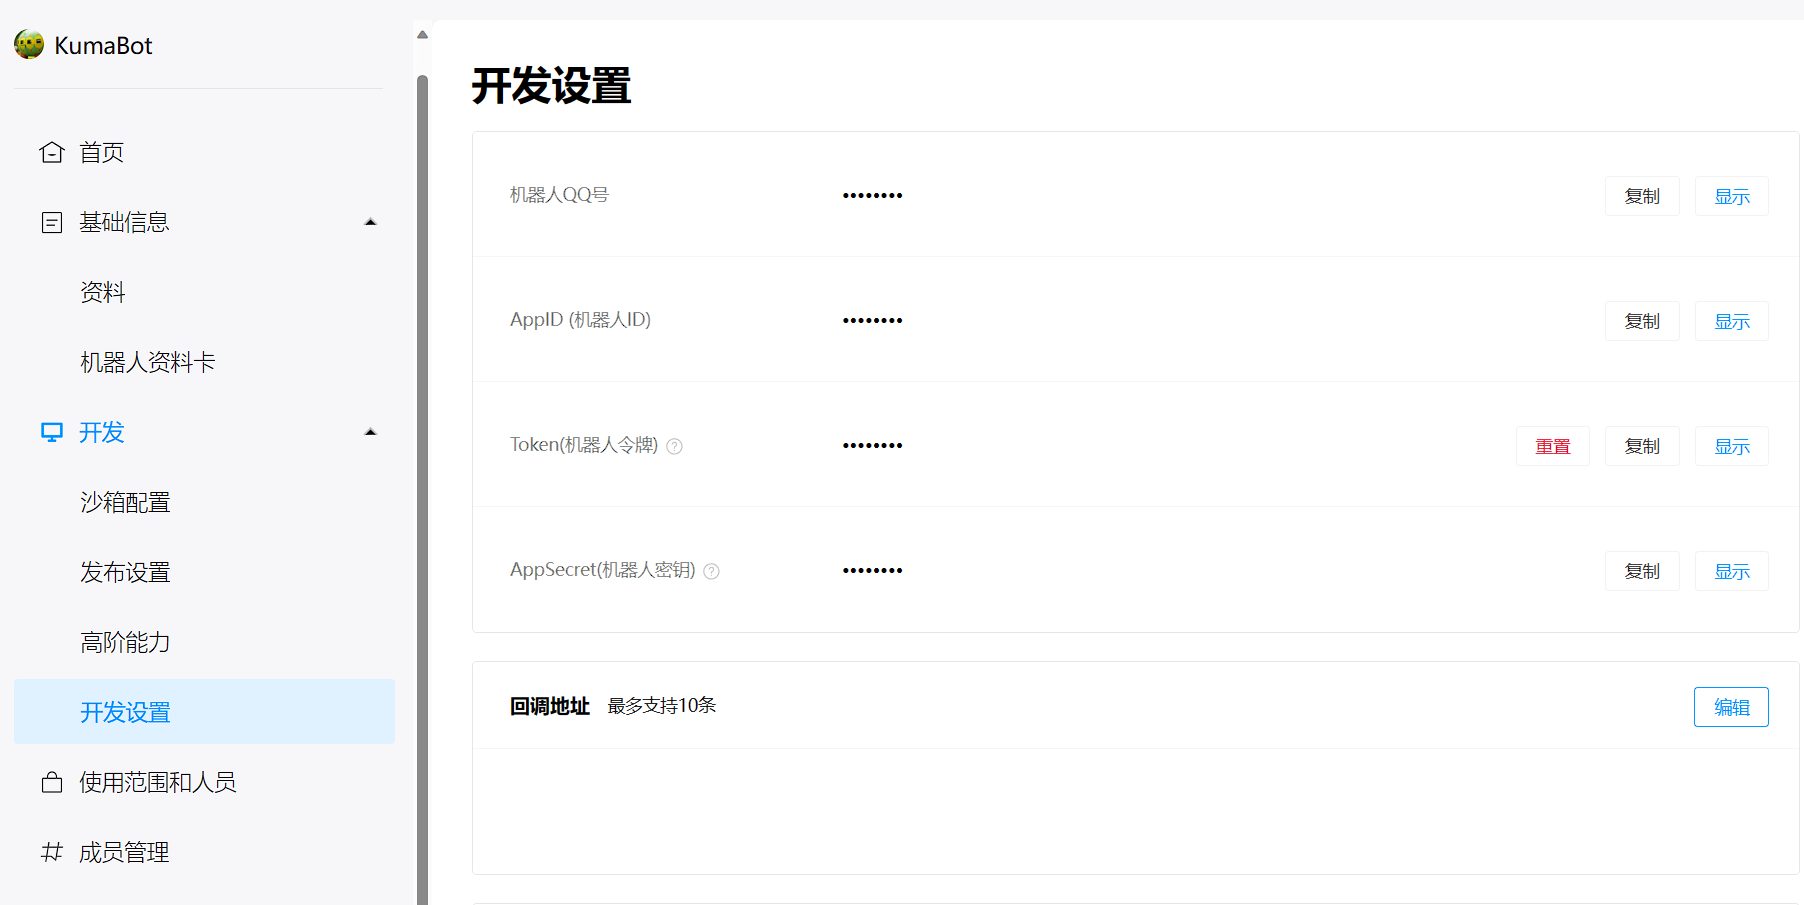 KumaBot
首页
基础信息
资料
机器人资料卡
开发
沙箱配置
发布设置
高阶能力
开发设置
使用范围和人员
成员管理
开发设置
机器人QQ号 •••••••• 复制 显示
AppID (机器人ID) •••••••• 复制 显示
Token(机器人令牌) ? •••••••• 重置 复制 显示
AppSecret(机器人密钥) ? •••••••• 复制 显示
回调地址 最多支持10条 编辑